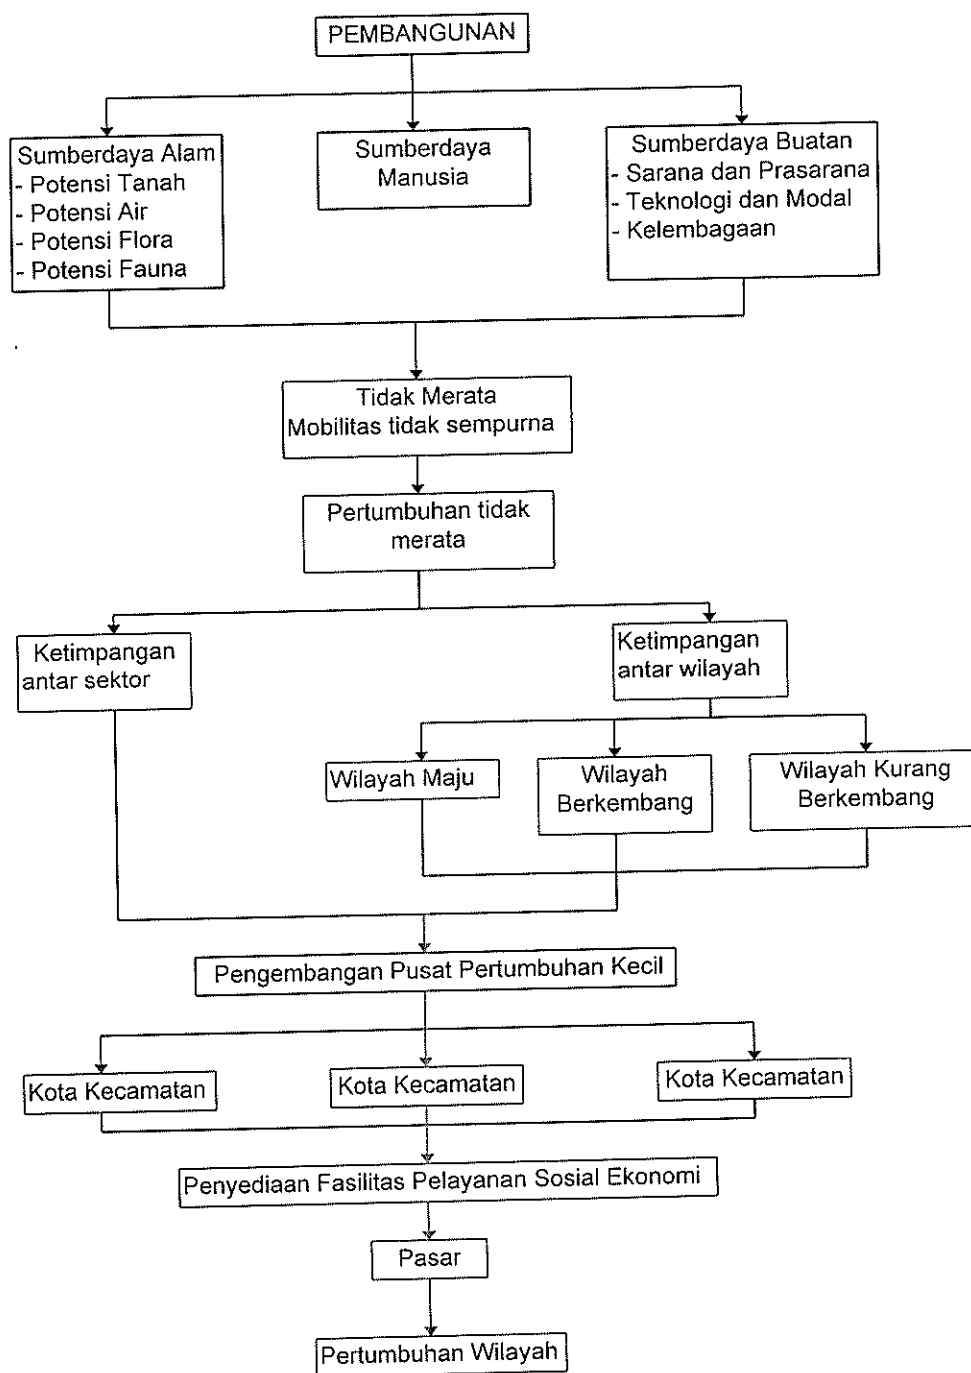 PEMBANGUNAN
Sumberdaya Alam
- Potensi Tanah
- Potensi Air
- Potensi Flora
- Potensi Fauna
Sumberdaya
Manusia
Sumberdaya Buatan
- Sarana dan Prasarana
- Teknologi dan Modal
- Kelembagaan
Tidak Merata
Mobilitas tidak sempurna
Pertumbuhan tidak
merata
Ketimpangan
antar sektor
Ketimpangan
antar wilayah
Wilayah Maju
Wilayah
Berkembang
Wilayah Kurang
Berkembang
Pengembangan Pusat Pertumbuhan Kecil
Kota Kecamatan
Kota Kecamatan
Kota Kecamatan
Penyediaan Fasilitas Pelayanan Sosial Ekonomi
Pasar
Pertumbuhan Wilayah